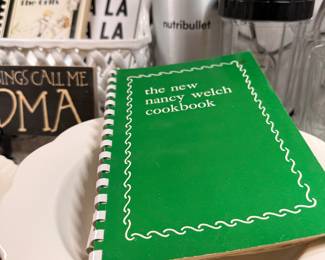 LA
LA
nutribullet
INGS CALL ME
OMA
the new
nancy welch
cookbook